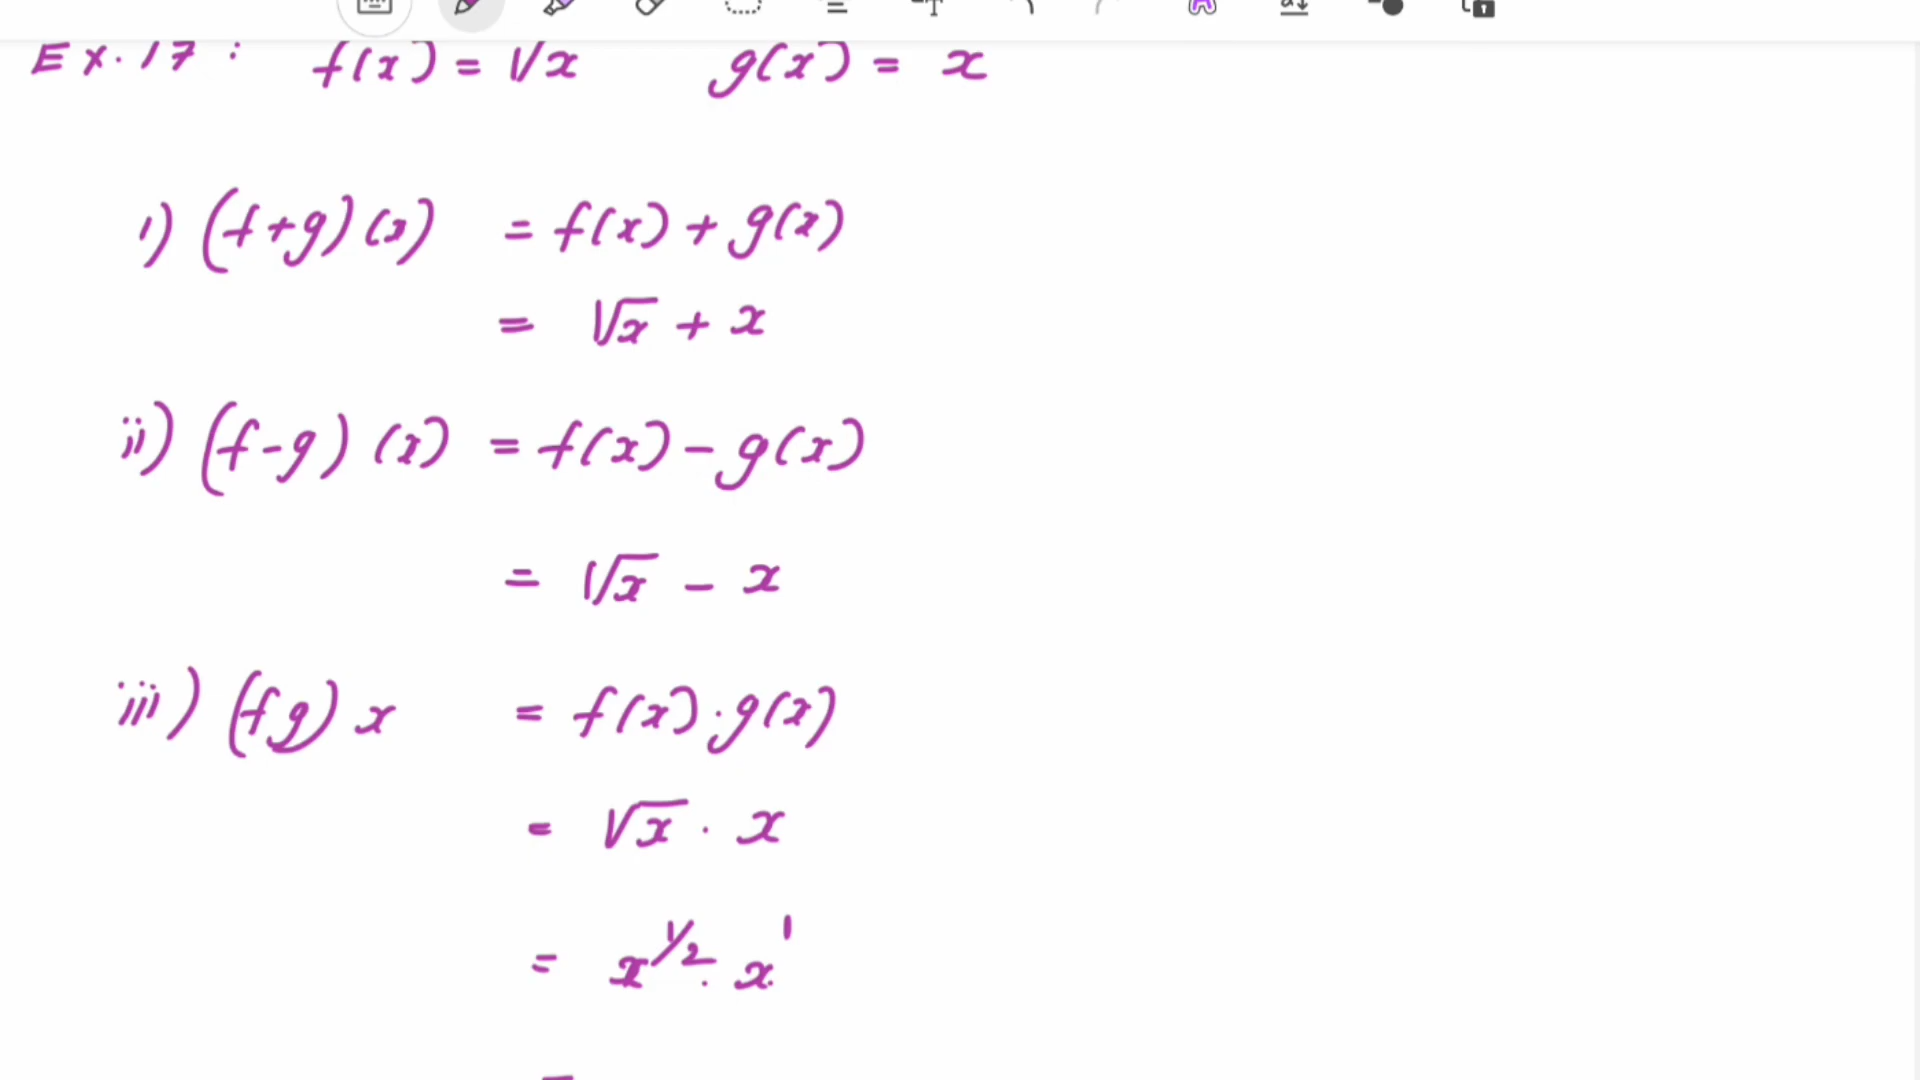 Ex. 17 : f(x) = √x g(x) = x
i) (f+g)(x) = f(x) + g(x)
= √x + x
ii) (f-g)(x) = f(x) - g(x)
= √x - x
iii) (fg)x = f(x).g(x)
= √x . x
= x^1/2 . x^1
=